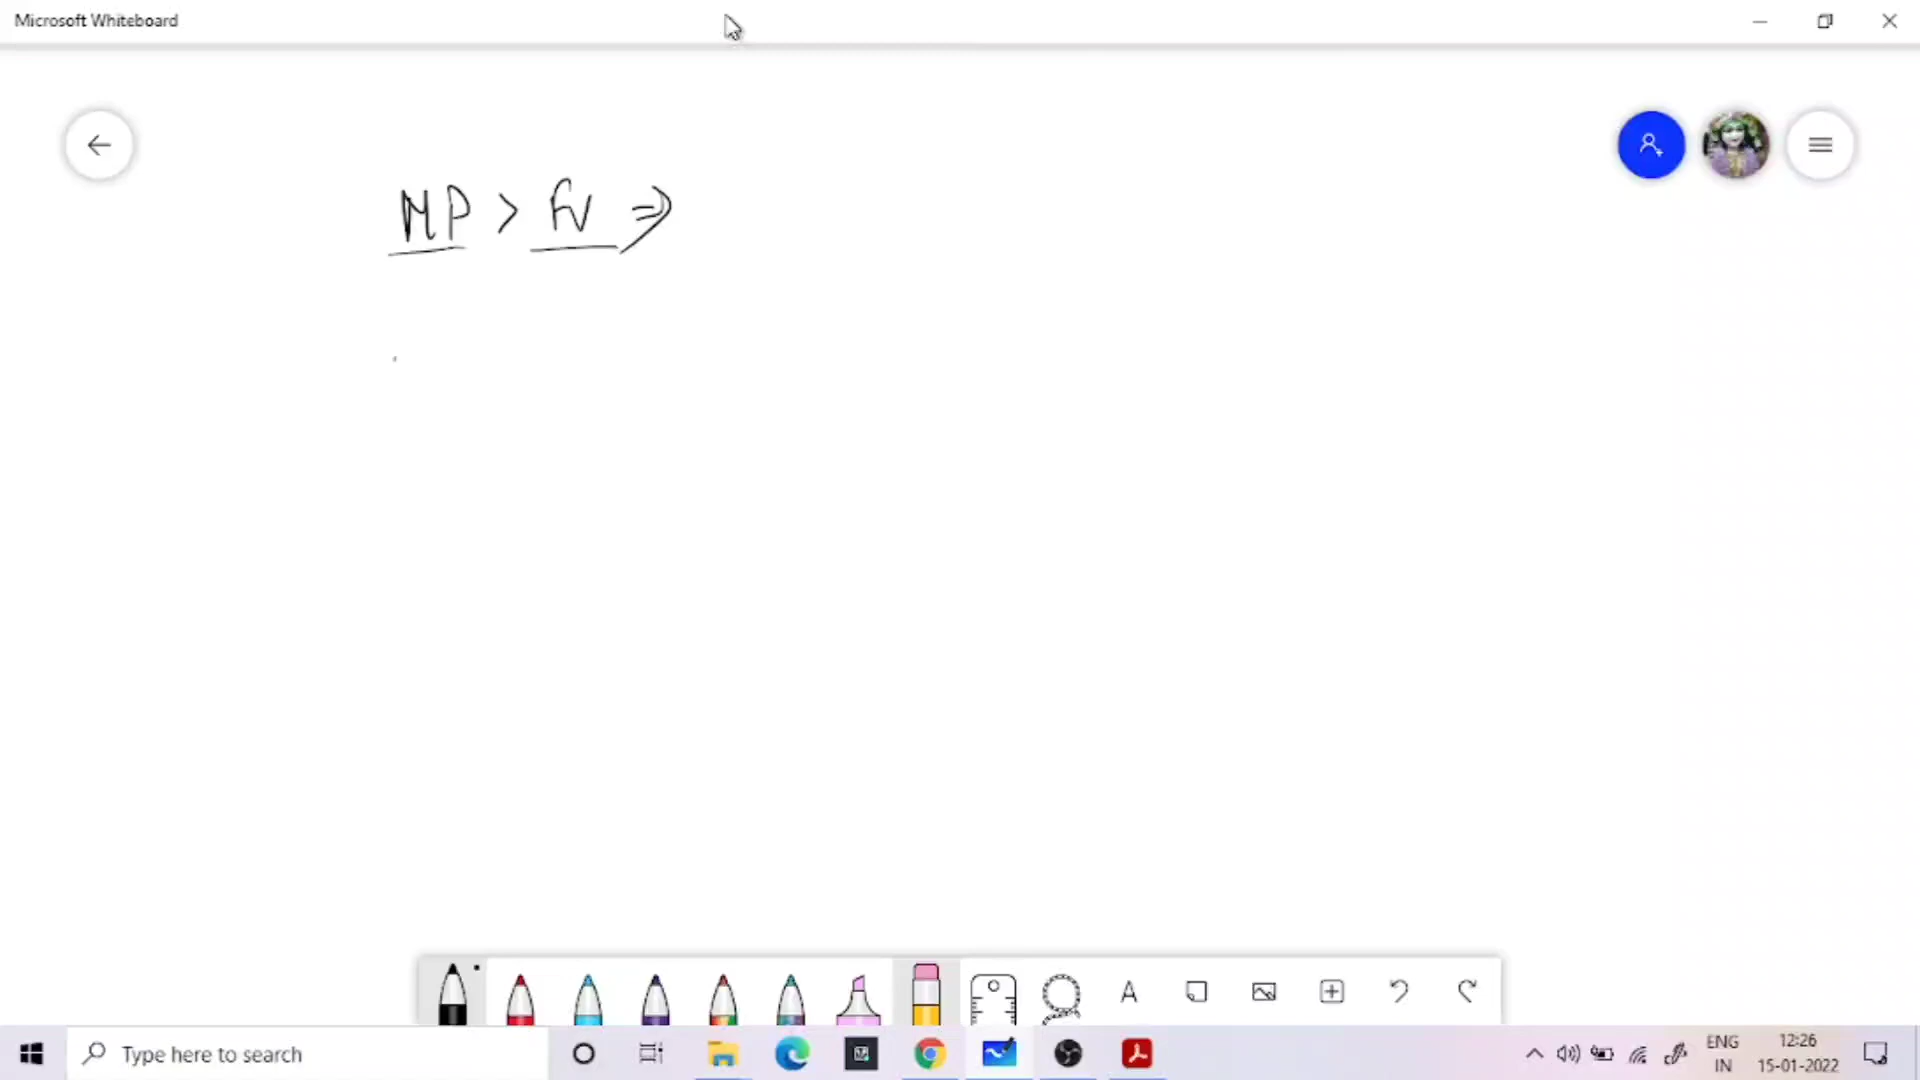 Microsoft Whiteboard
MP > FV ⇒
A
Type here to search
ENG
IN
12:26
15-01-2022